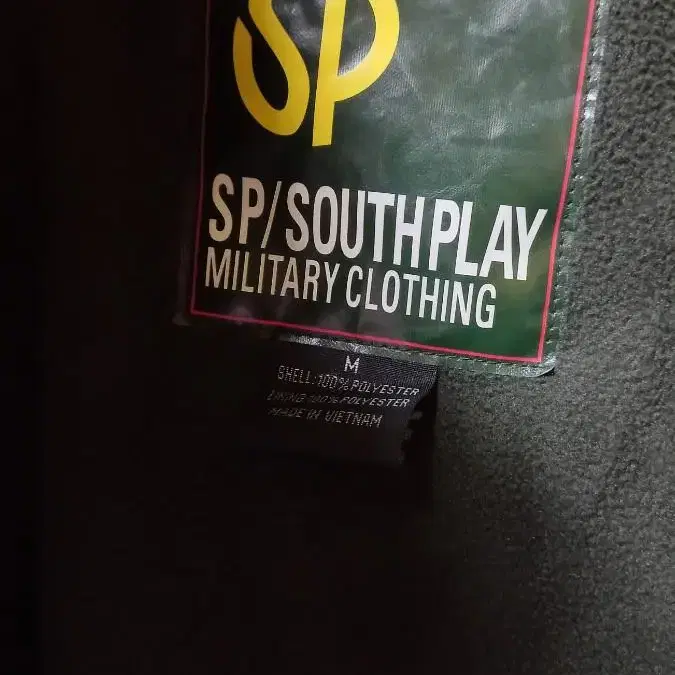 SP
SP/SOUTHPLAY
MILITARY CLOTHING
M
SHELL:100%POLYESTER
LINING:100%POLYESTER
MADE IN VIETNAM